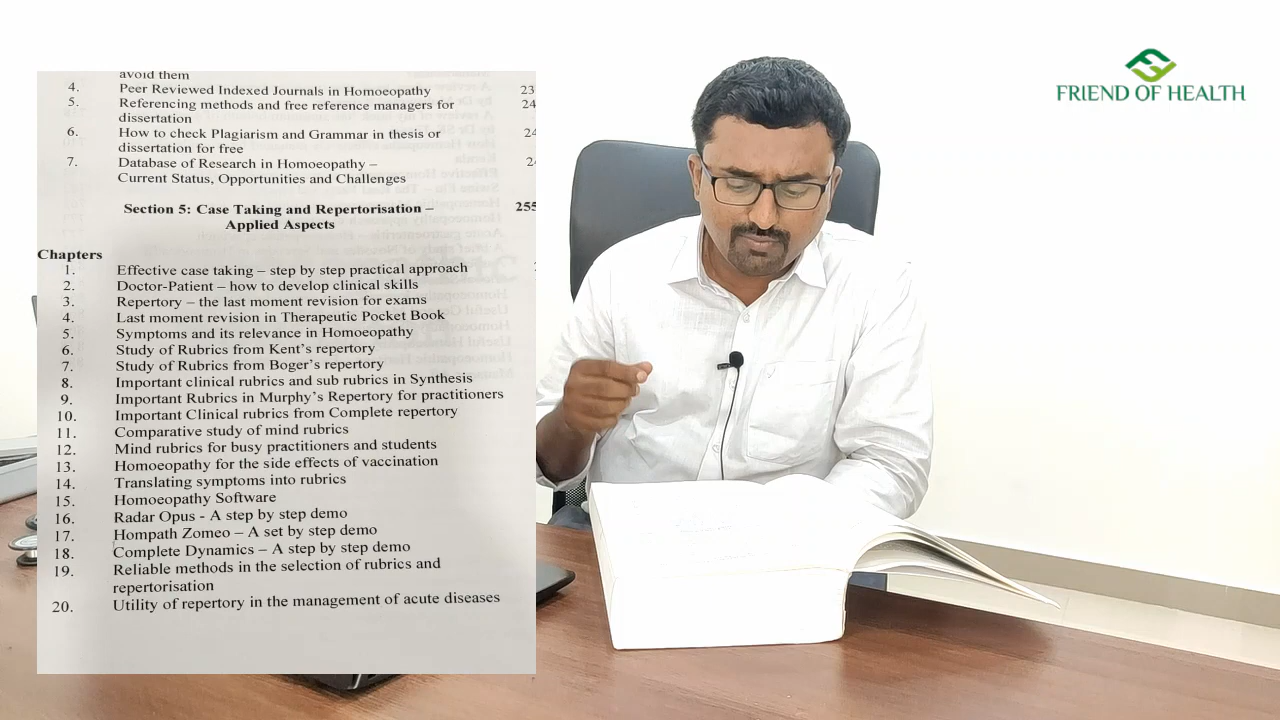 avoid them
4. Peer Reviewed Indexed Journals in Homoeopathy 23
5. Referencing methods and free reference managers for 24
dissertation
6. How to check Plagiarism and Grammar in thesis or 24
dissertation for free
7. Database of Research in Homoeopathy – 24
Current Status, Opportunities and Challenges
Section 5: Case Taking and Repertorisation – 255
Applied Aspects
Chapters
1. Effective case taking – step by step practical approach
2. Doctor-Patient – how to develop clinical skills
3. Repertory – the last moment revision for exams
4. Last moment revision in Therapeutic Pocket Book
5. Symptoms and its relevance in Homoeopathy
6. Study of Rubrics from Kent's repertory
7. Study of Rubrics from Boger's repertory
8. Important clinical rubrics and sub rubrics in Synthesis
9. Important Rubrics in Murphy's Repertory for practitioners
10. Important Clinical rubrics from Complete repertory
11. Comparative study of mind rubrics
12. Mind rubrics for busy practitioners and students
13. Homoeopathy for the side effects of vaccination
14. Translating symptoms into rubrics
15. Homoeopathy Software
16. Radar Opus - A step by step demo
17. Hompath Zomeo – A set by step demo
18. Complete Dynamics – A step by step demo
19. Reliable methods in the selection of rubrics and
repertorisation
20. Utility of repertory in the management of acute diseases
FRIEND OF HEALTH